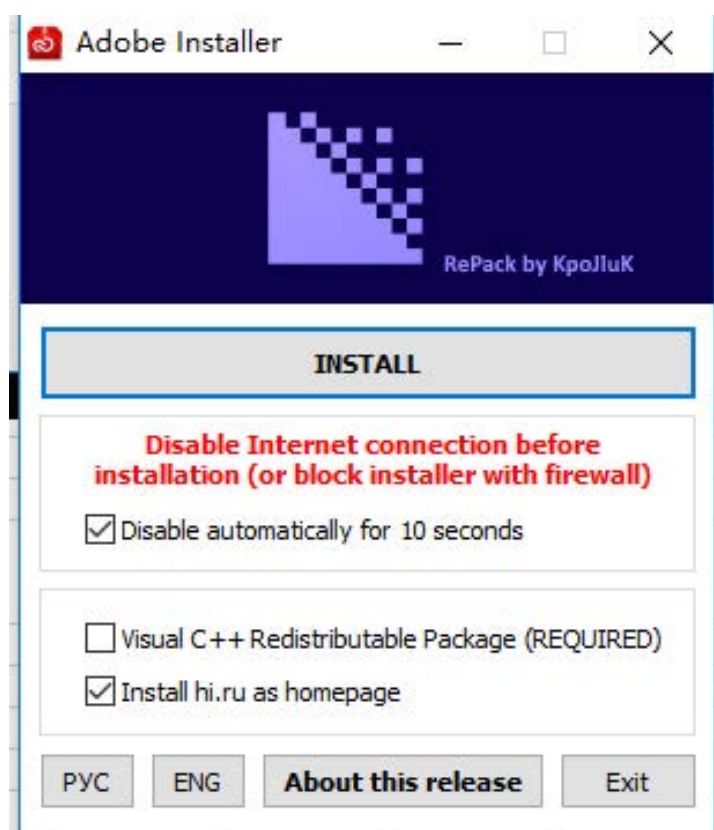 Adobe Installer
RePack by KpoJIuK
INSTALL
Disable Internet connection before
installation (or block installer with firewall)
Disable automatically for 10 seconds
Visual C++ Redistributable Package (REQUIRED)
Install hi.ru as homepage
РУС ENG About this release Exit